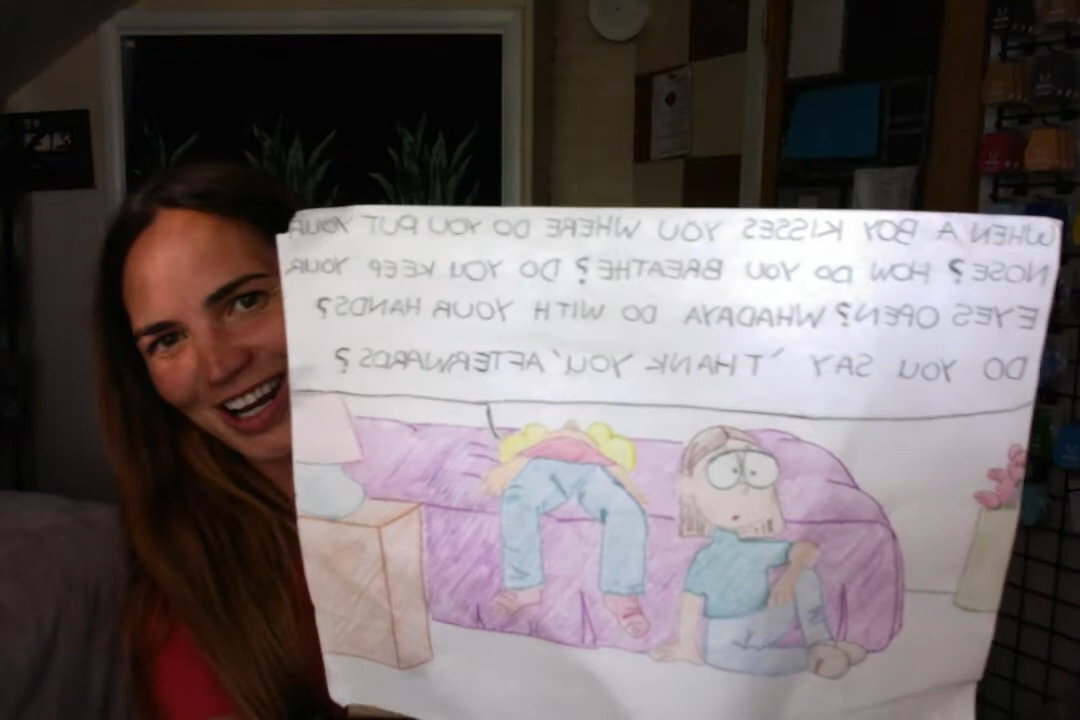 WHEN A BOY KISSES YOU WHERE DO YOU PUT YOUR
NOSE? HOW DO YOU BREATHE? DO YOU KEEP YOUR
EYES OPEN? WHADAYA DO WITH YOUR HANDS?
DO YOU SAY 'THANK YOU' AFTERWARDS?